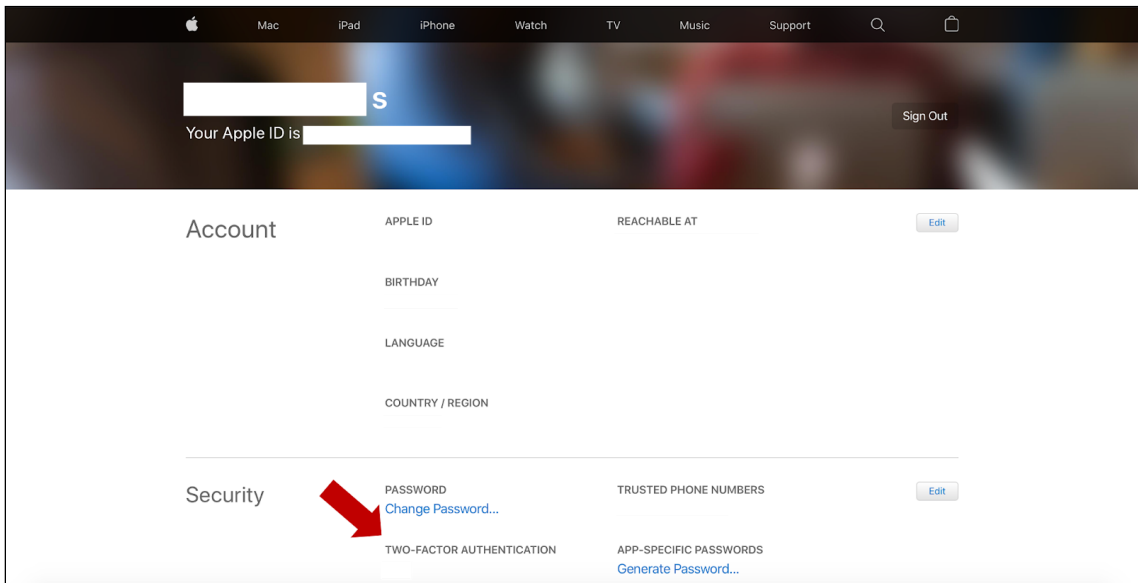 Mac iPad iPhone Watch TV Music Support
s
Your Apple ID is
Sign Out
Account
APPLE ID
REACHABLE AT
Edit
BIRTHDAY
LANGUAGE
COUNTRY / REGION
Security
PASSWORD
Change Password...
TRUSTED PHONE NUMBERS
Edit
TWO-FACTOR AUTHENTICATION
APP-SPECIFIC PASSWORDS
Generate Password...